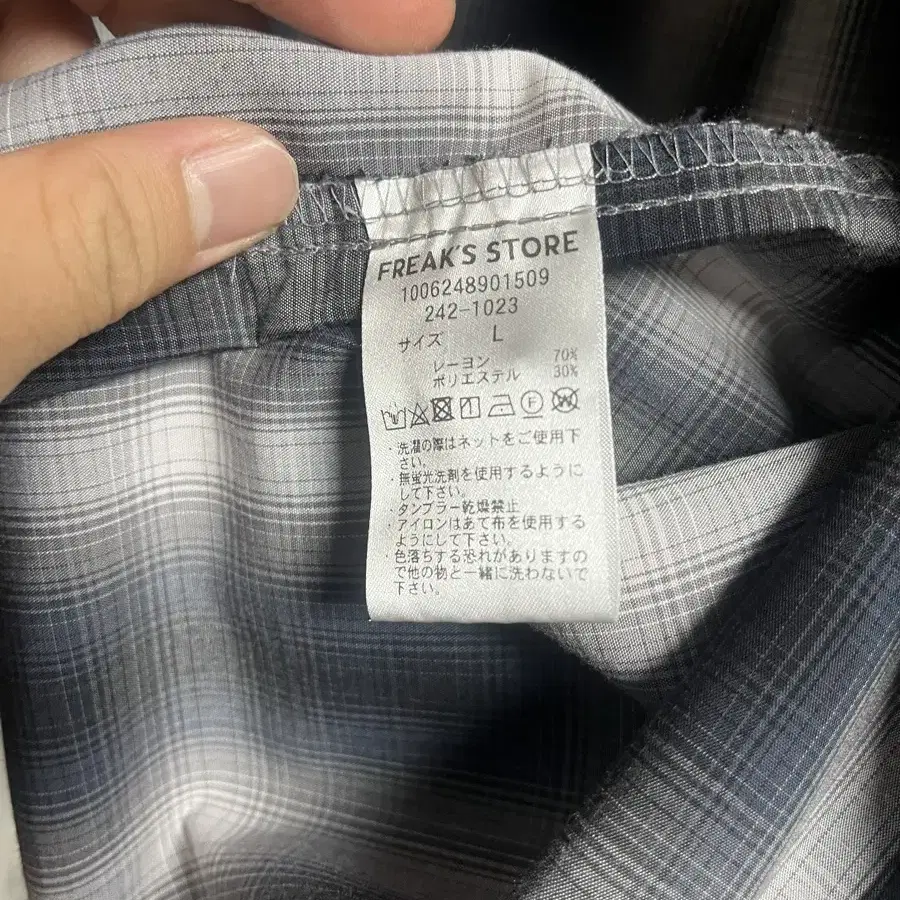 FREAK'S STORE
1006248901509
242-1023
サイズ L
レーヨン 70%
ポリエステル 30%
F W
・洗濯の際はネットをご使用下
さい。
・無蛍光洗剤を使用するように
して下さい。
・タンブラー乾燥禁止
・アイロンはあて布を使用する
ようにして下さい。
・色落ちする恐れがありますの
で他の物と一緒に洗わないで
下さい。